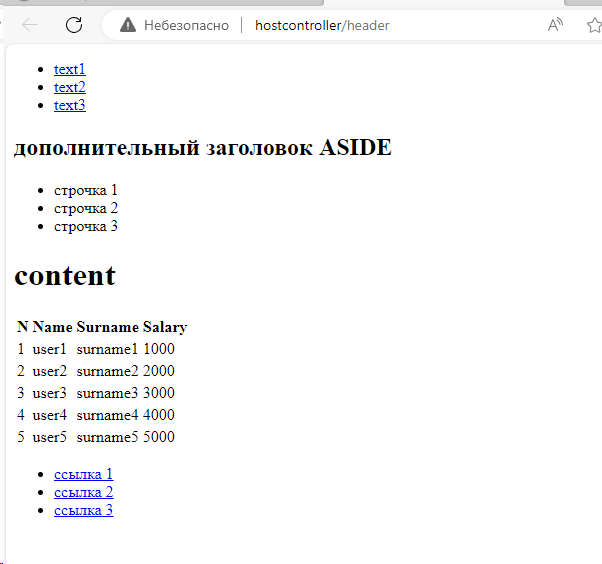 Небезопасно hostcontroller/header
text1
text2
text3
дополнительный заголовок ASIDE
строчка 1
строчка 2
строчка 3
content
N Name Surname Salary
1 user1 surname1 1000
2 user2 surname2 2000
3 user3 surname3 3000
4 user4 surname4 4000
5 user5 surname5 5000
ссылка 1
ссылка 2
ссылка 3